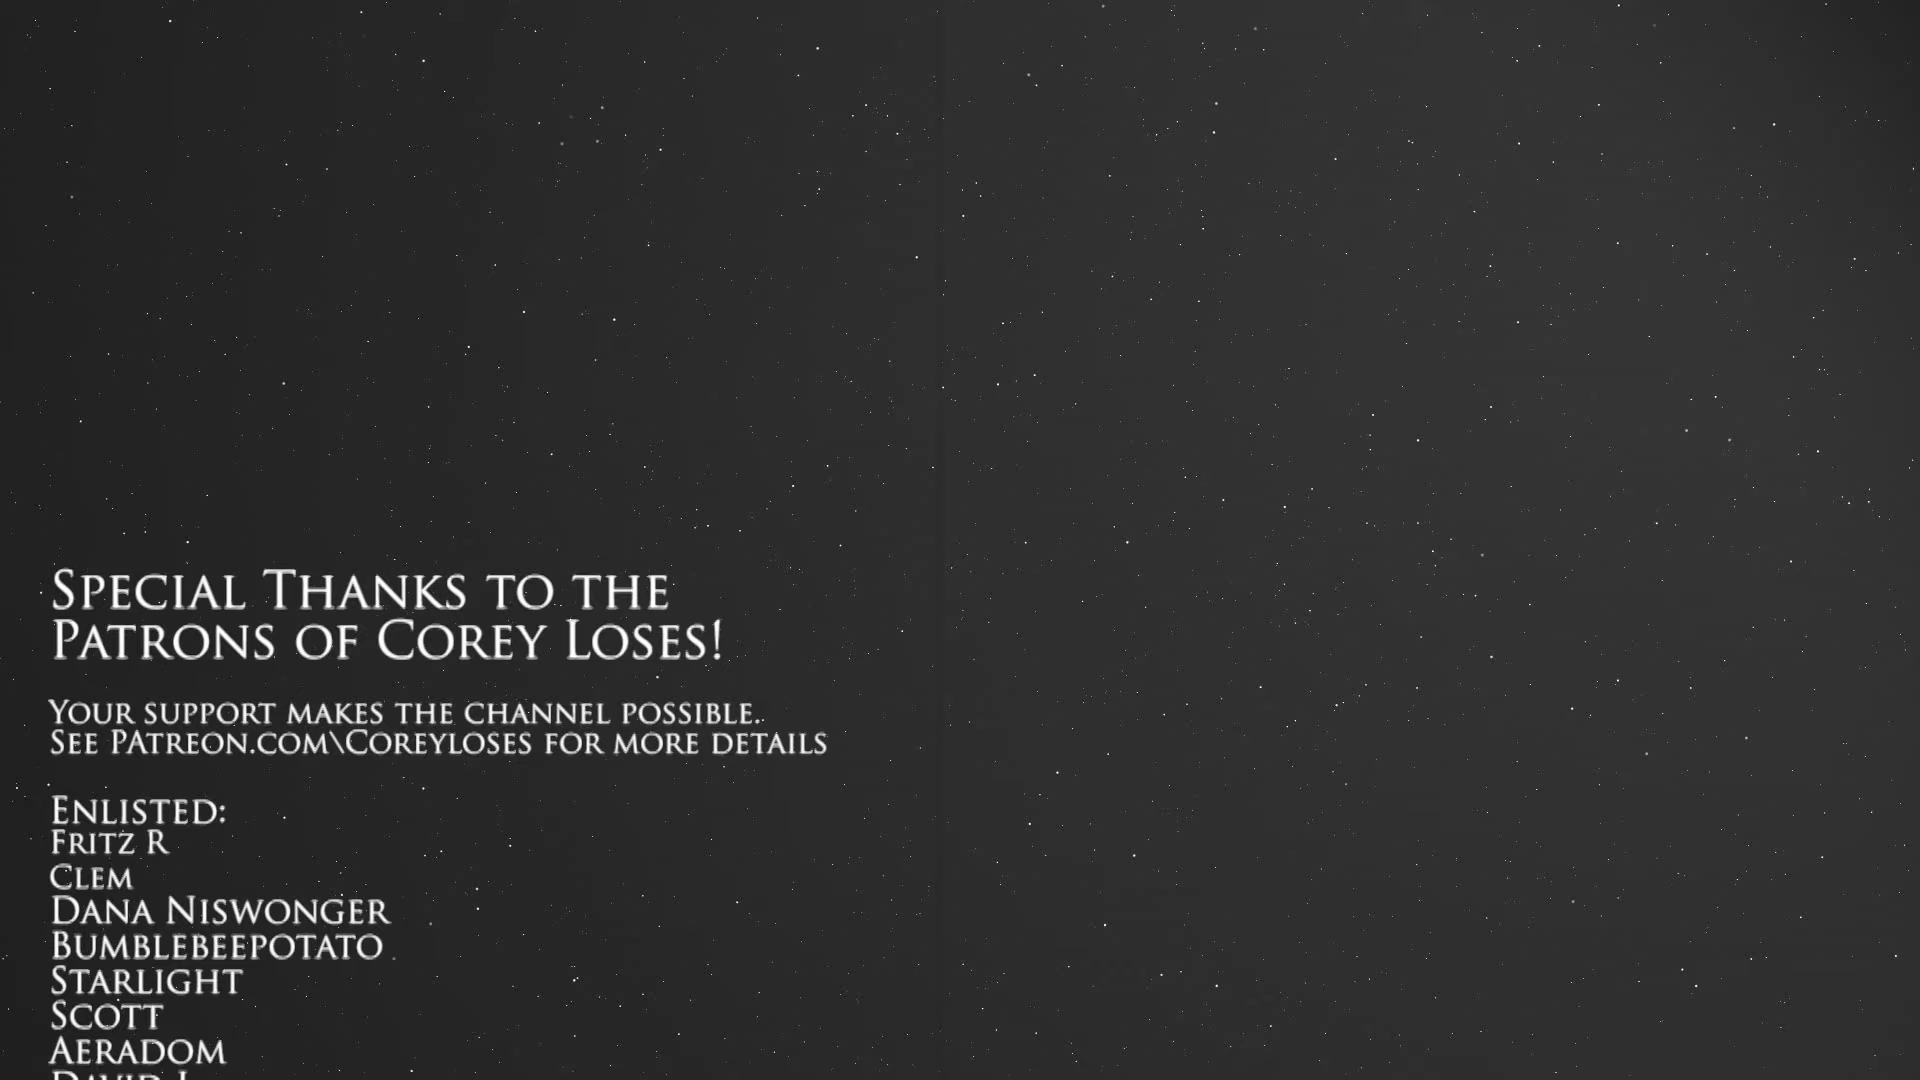 Special Thanks to the
Patrons of Corey Loses!
Your support makes the channel possible.
See PAtreon.com\Coreyloses for more details
Enlisted:
Fritz R
Clem
Dana Niswonger
Bumblebeepotato
Starlight
Scott
Aeradom